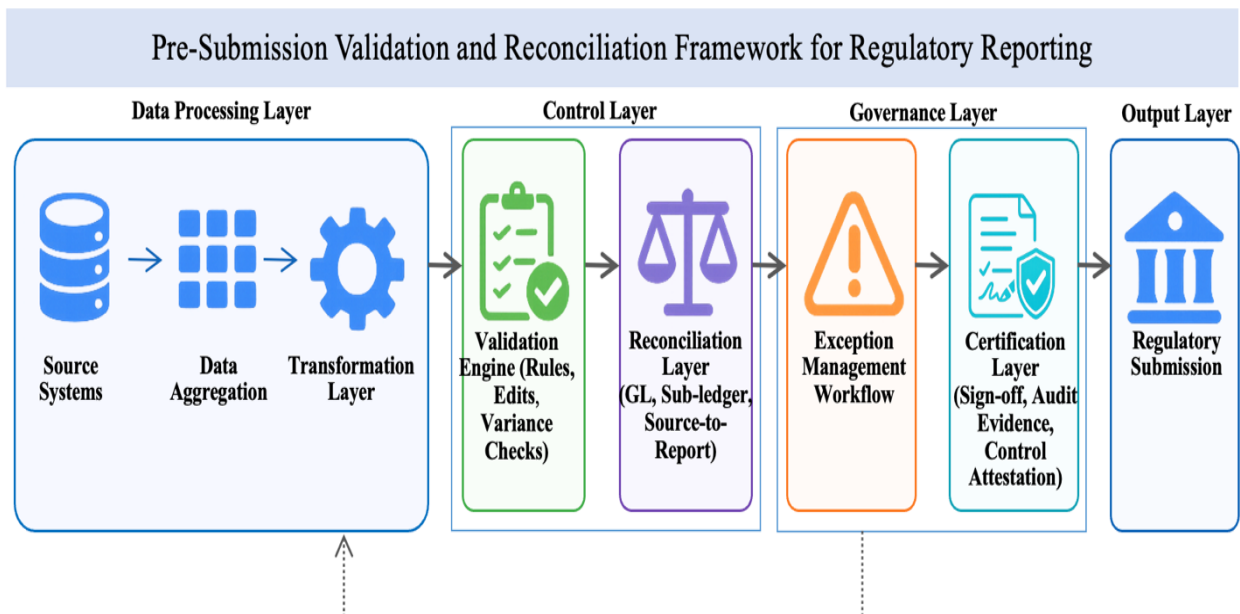 Pre-Submission Validation and Reconciliation Framework for Regulatory Reporting
Data Processing Layer
Control Layer
Governance Layer
Output Layer
Source
Systems
Data
Aggregation
Transformation
Layer
Validation
Engine (Rules,
Edits,
Variance
Checks)
Reconciliation
Layer
(GL, Sub-ledger,
Source-to-
Report)
Exception
Management
Workflow
Certification
Layer
(Sign-off, Audit
Evidence,
Control
Attestation)
Regulatory
Submission